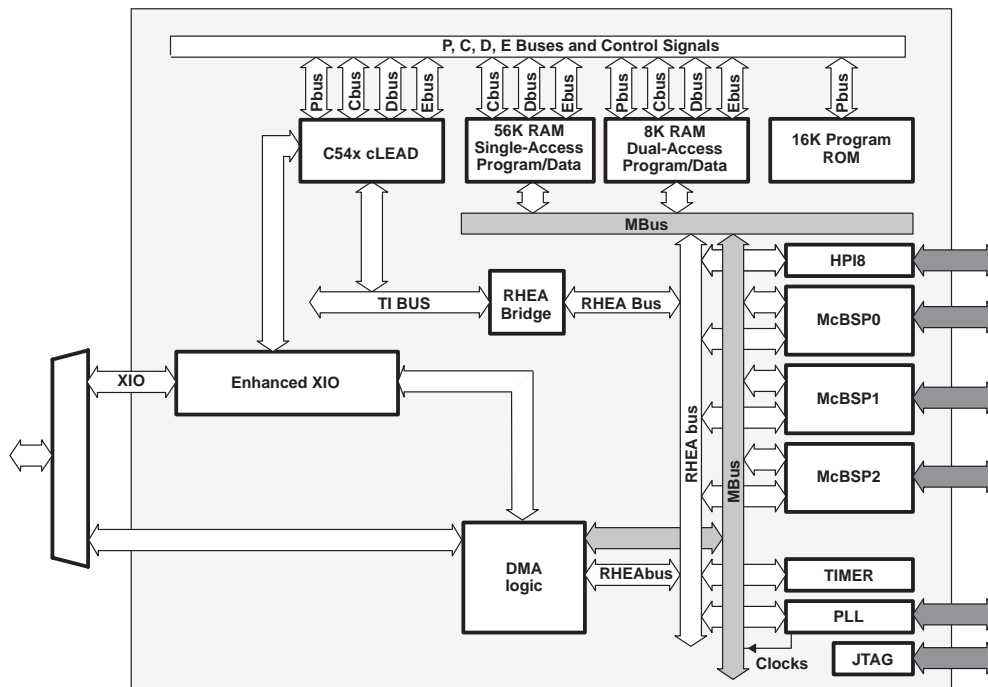 P, C, D, E Buses and Control Signals
Pbus
Cbus
Dbus
Ebus
Cbus
Dbus
Ebus
Pbus
Cbus
Dbus
Ebus
Pbus
C54x cLEAD
56K RAM
Single-Access
Program/Data
8K RAM
Dual-Access
Program/Data
16K Program
ROM
MBus
HPI8
TI BUS
RHEA
Bridge
RHEA Bus
McBSP0
XIO
Enhanced XIO
McBSP1
RHEA bus
MBus
McBSP2
DMA
logic
RHEAbus
TIMER
PLL
Clocks
JTAG